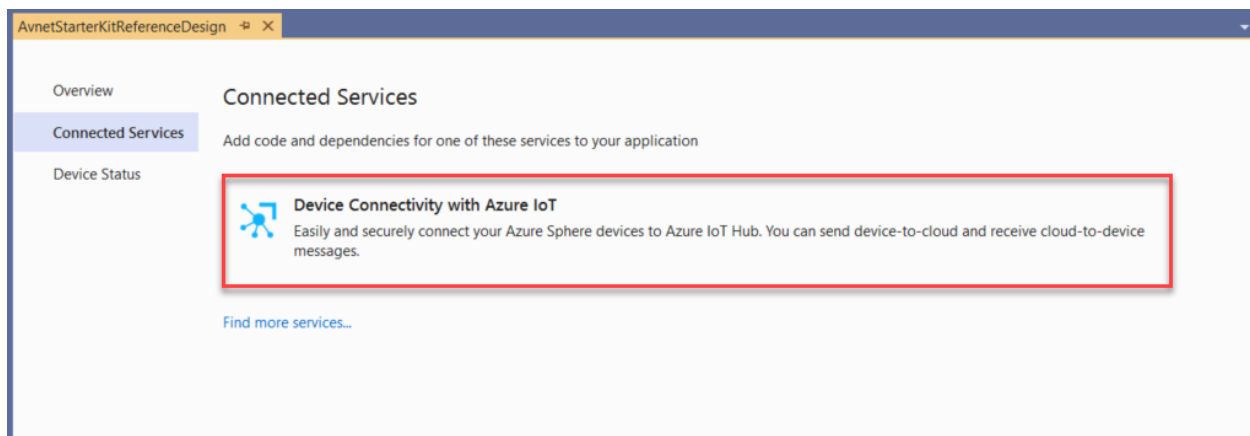 AvnetStarterKitReferenceDesign
Overview
Connected Services
Device Status
Connected Services
Add code and dependencies for one of these services to your application
Device Connectivity with Azure IoT
Easily and securely connect your Azure Sphere devices to Azure IoT Hub. You can send device-to-cloud and receive cloud-to-device
messages.
Find more services...